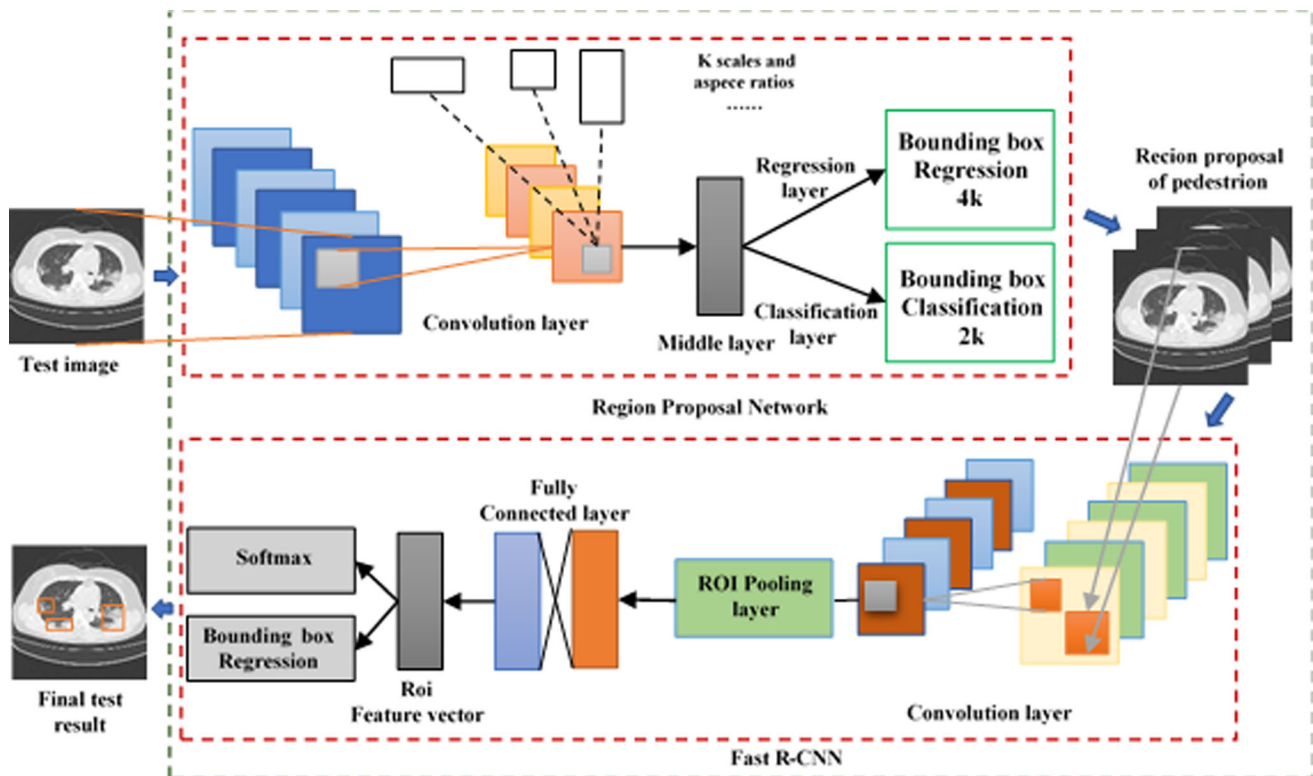 K scales and
aspece ratios
......
Regression
layer
Bounding box
Regression
4k
Recion proposal
of pedestrion
Convolution layer
Middle layer
Classification
layer
Bounding box
Classification
2k
Test image
Region Proposal Network
Fully
Connected layer
Softmax
Bounding box
Regression
ROI Pooling
layer
Roi
Feature vector
Convolution layer
Final test
result
Fast R-CNN